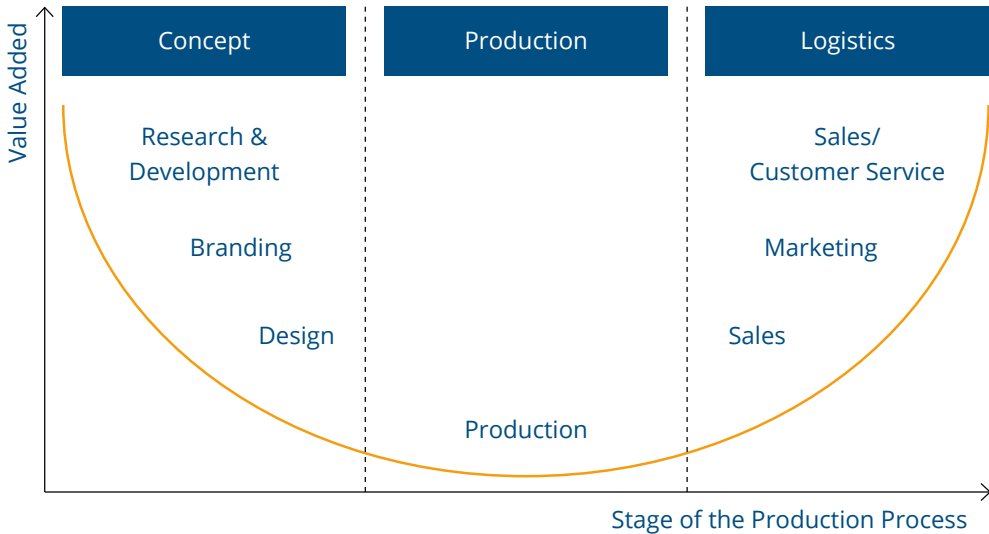 Value Added
Concept
Production
Logistics
Research &
Development
Branding
Design
Production
Sales/
Customer Service
Marketing
Sales
Stage of the Production Process